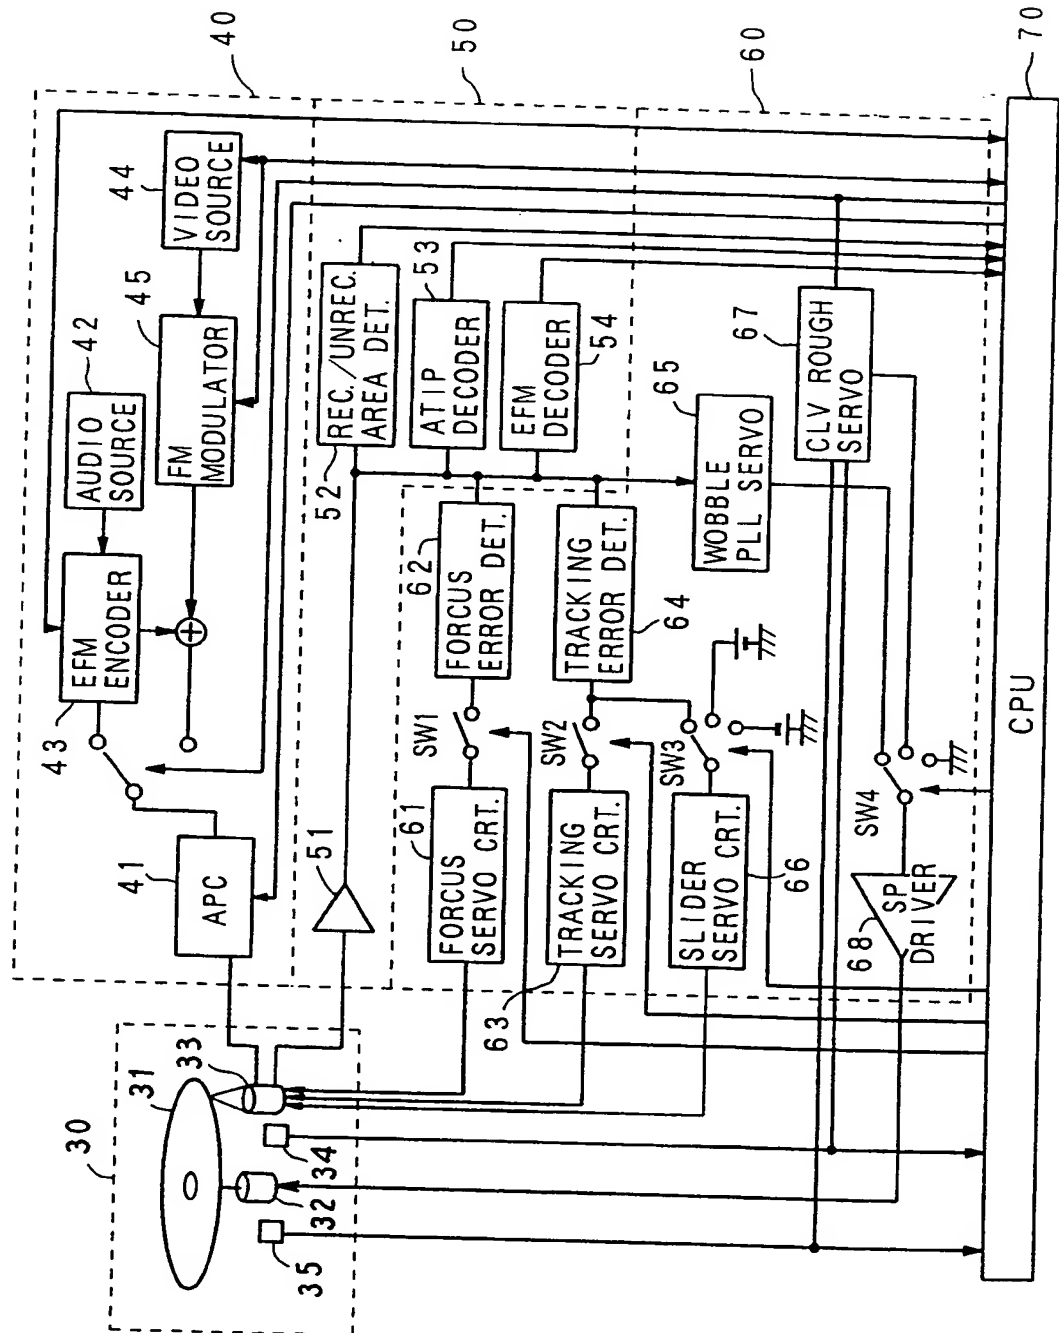 40
50
60
70
VIDEO
SOURCE
44
FM
MODULATOR
45
AUDIO
SOURCE
42
EFM
ENCODER
43
APC
41
REC./UNREC.
AREA DET.
52
ATIP
DECODER
53
EFM
DECODER
54
51
FORCUS
ERROR DET.
62
TRACKING
ERROR DET.
64
WOBBLE
PLL SERVO
65
CLV ROUGH
SERVO
67
SW1
SW2
SW3
SW4
FORCUS
SERVO CRT.
61
TRACKING
SERVO CRT.
63
SLIDER
SERVO CRT.
66
SP
DRIVER
68
CPU
30
31
33
34
32
35